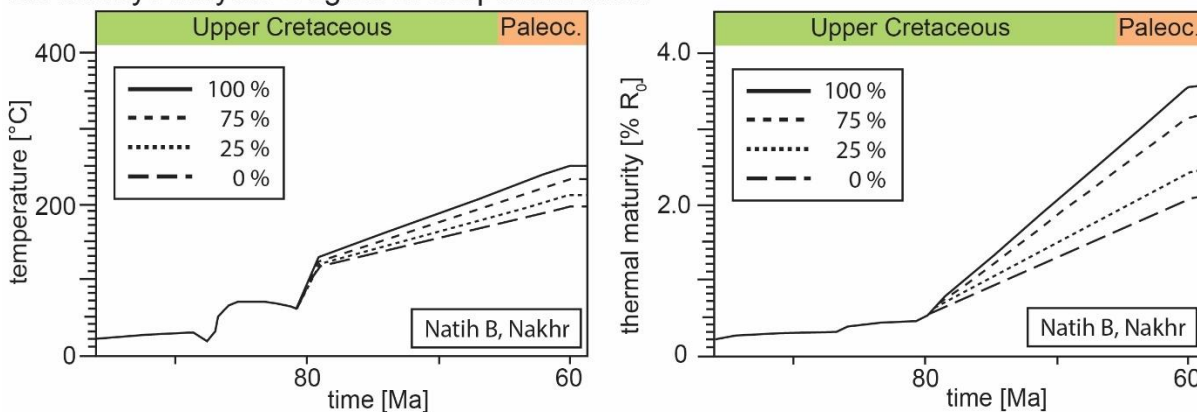 Upper Cretaceous
Paleoc.
400
200
0
temperature [°C]
100 %
75 %
25 %
0 %
Natih B, Nakhr
80
60
time [Ma]
Upper Cretaceous
Paleoc.
4.0
2.0
0
thermal maturity [% R0]
100 %
75 %
25 %
0 %
Natih B, Nakhr
80
60
time [Ma]